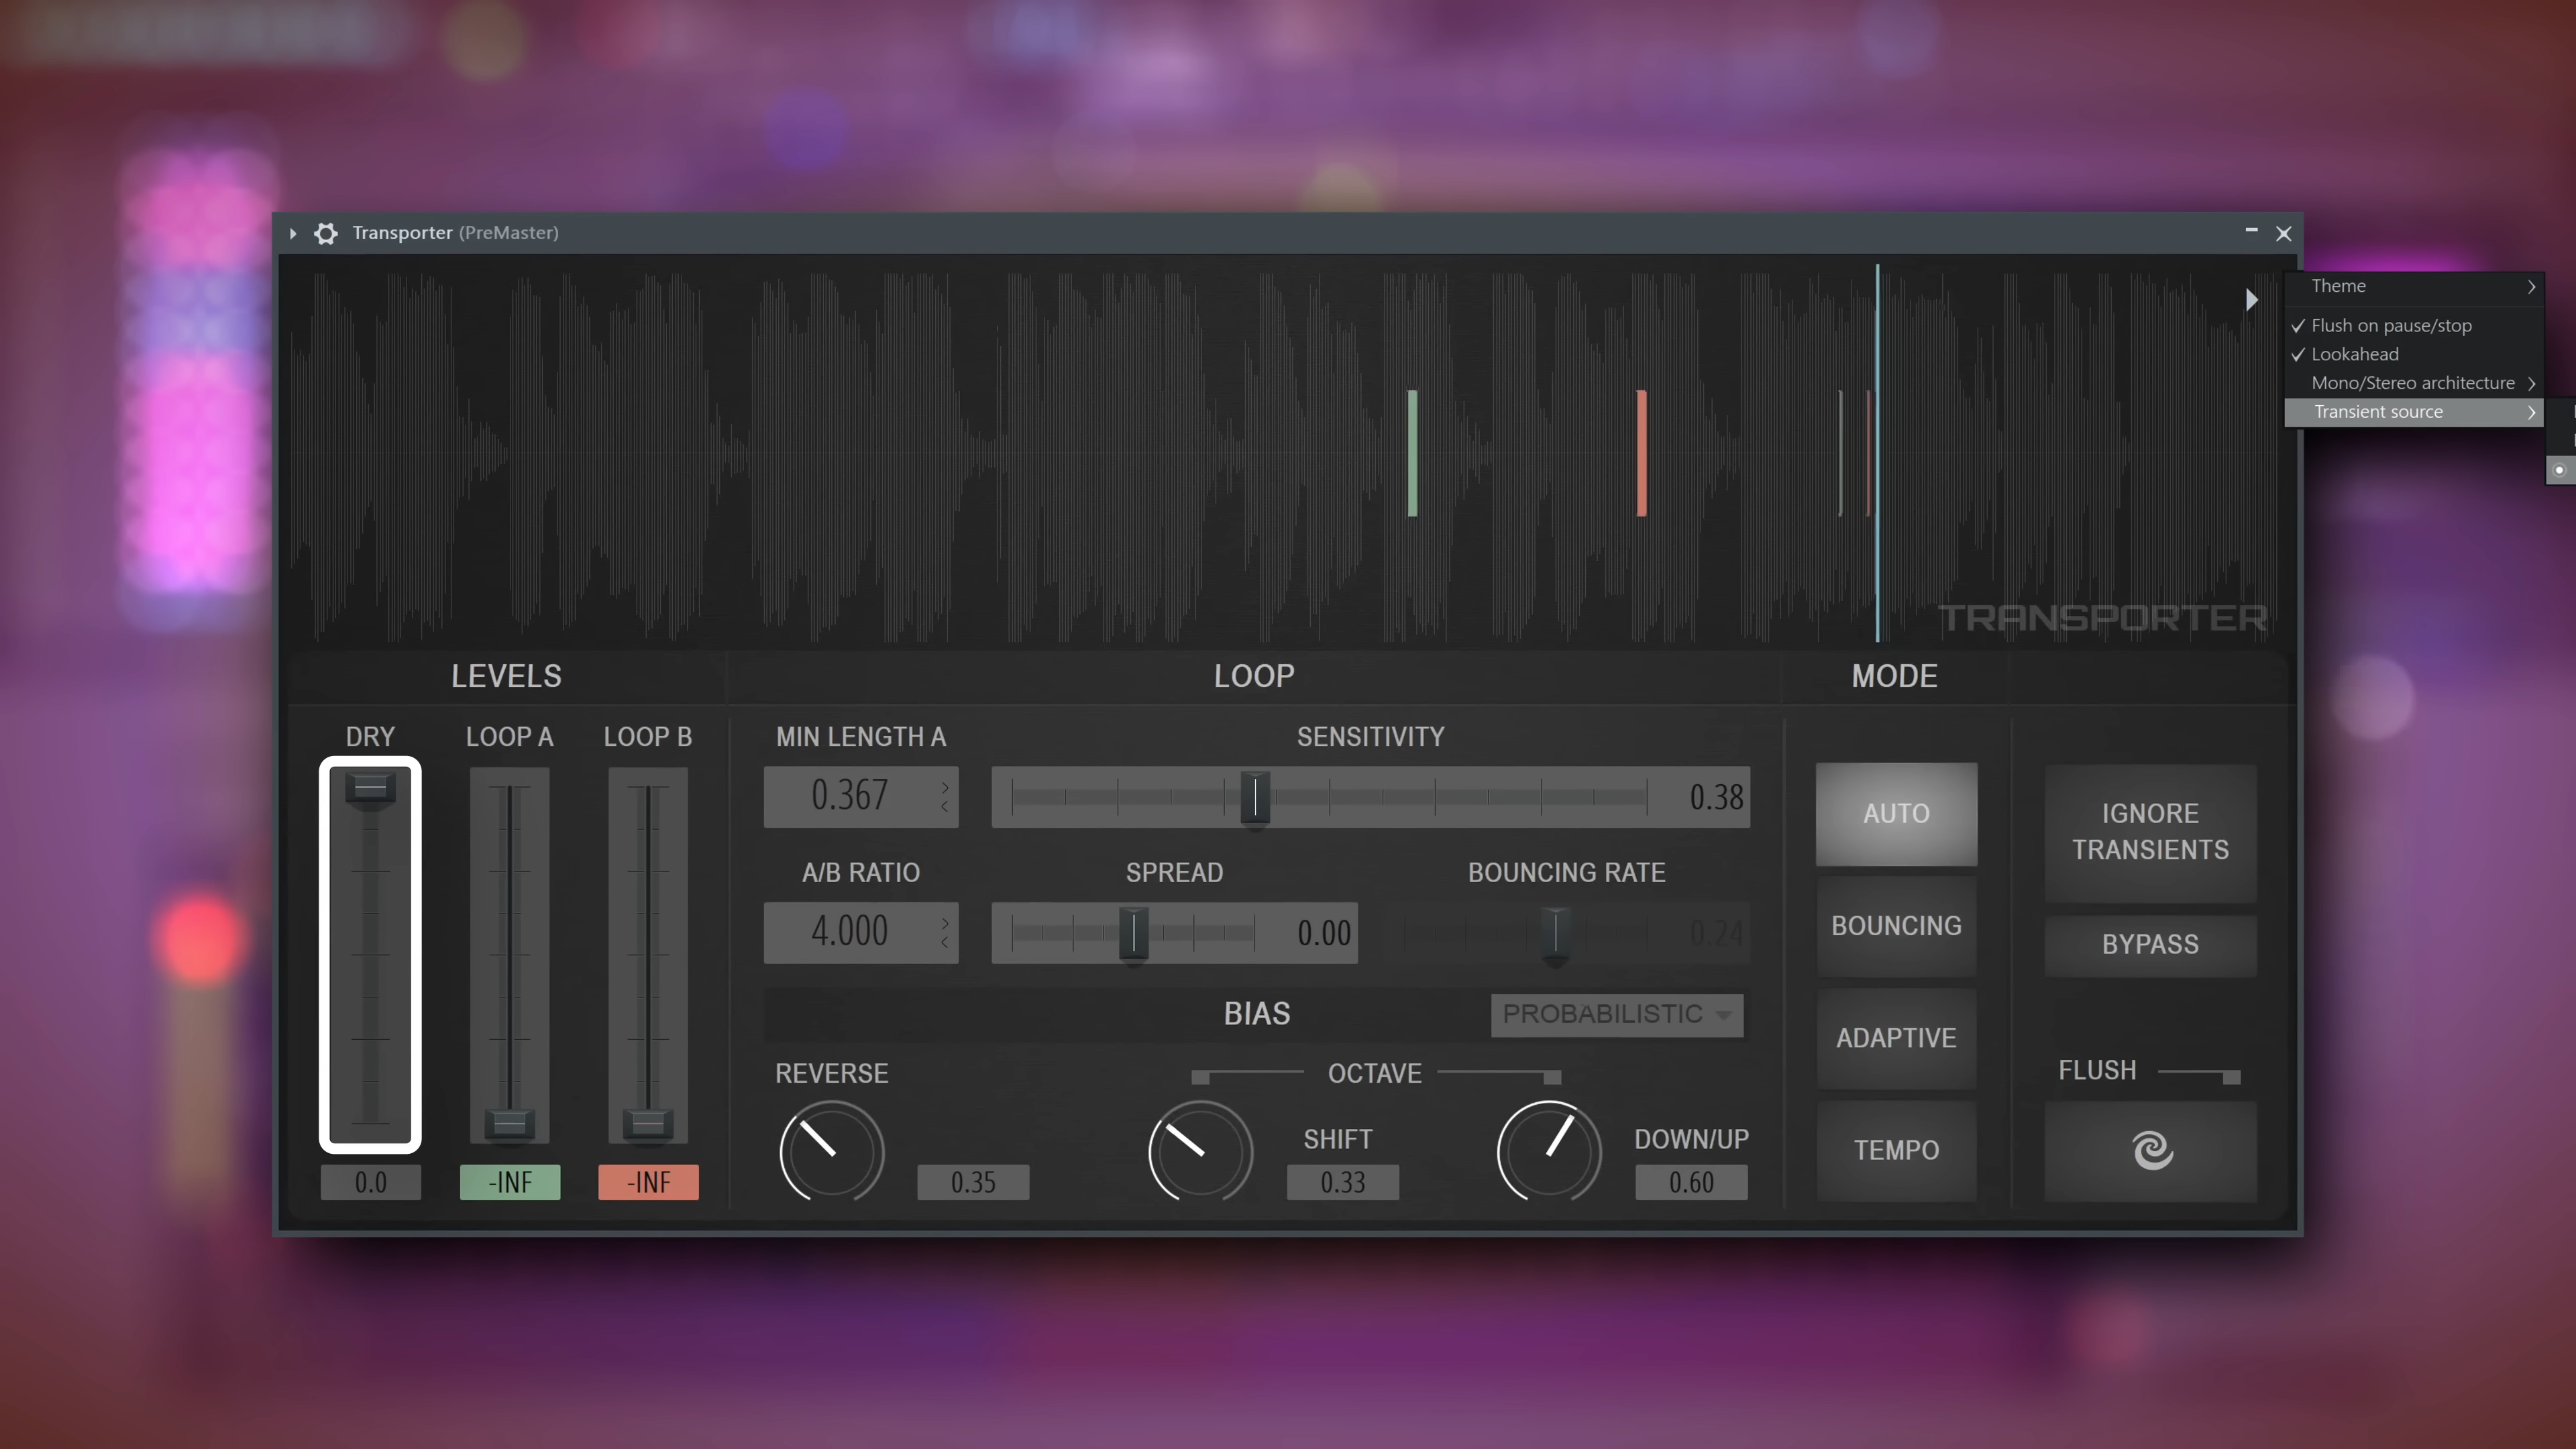 Transporter (PreMaster)
Theme
Flush on pause/stop
Lookahead
Mono/Stereo architecture
Transient source
TRANSPORTER
LEVELS
LOOP
MODE
DRY
LOOP A
LOOP B
MIN LENGTH A
SENSITIVITY
0.367
0.38
AUTO
IGNORE
TRANSIENTS
A/B RATIO
SPREAD
BOUNCING RATE
4.000
0.00
0.24
BOUNCING
BYPASS
BIAS
PROBABILISTIC
ADAPTIVE
REVERSE
OCTAVE
FLUSH
SHIFT
DOWN/UP
TEMPO
0.0
-INF
-INF
0.35
0.33
0.60